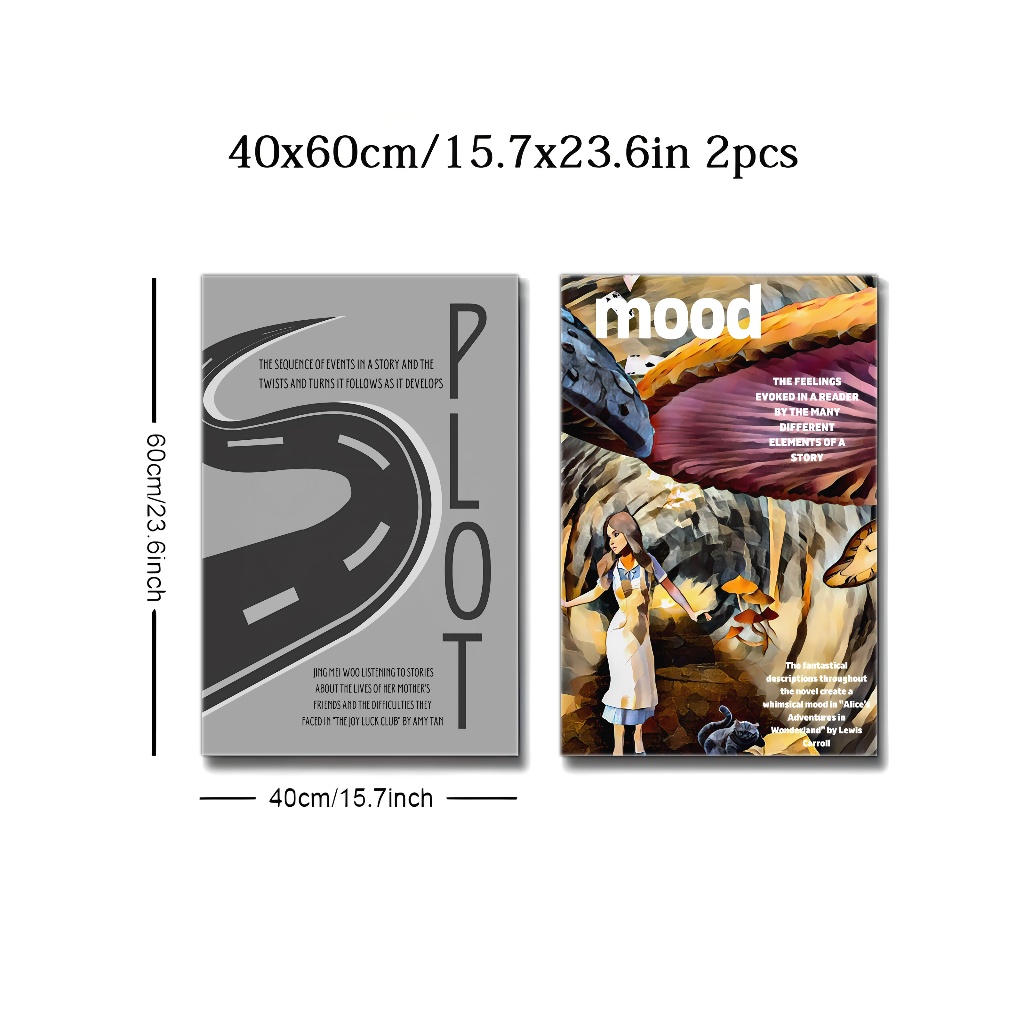 40x60cm/15.7x23.6in 2pcs
60cm/23.6inch
40cm/15.7inch
PLOT
THE SEQUENCE OF EVENTS IN A STORY AND THE
TWISTS AND TURNS IT FOLLOWS AS IT DEVELOPS
JING MEI WOO LISTENING TO STORIES
ABOUT THE LIVES OF HER MOTHER'S
FRIENDS AND THE DIFFICULTIES THEY
FACED IN "THE JOY LUCK CLUB" BY AMY TAN
mood
THE FEELINGS
EVOKED IN A READER
BY THE MANY
DIFFERENT
ELEMENTS OF A
STORY
The fantastical
descriptions throughout
the novel create a
whimsical mood in "Alice's
Adventures in
Wonderland" by Lewis
Carroll